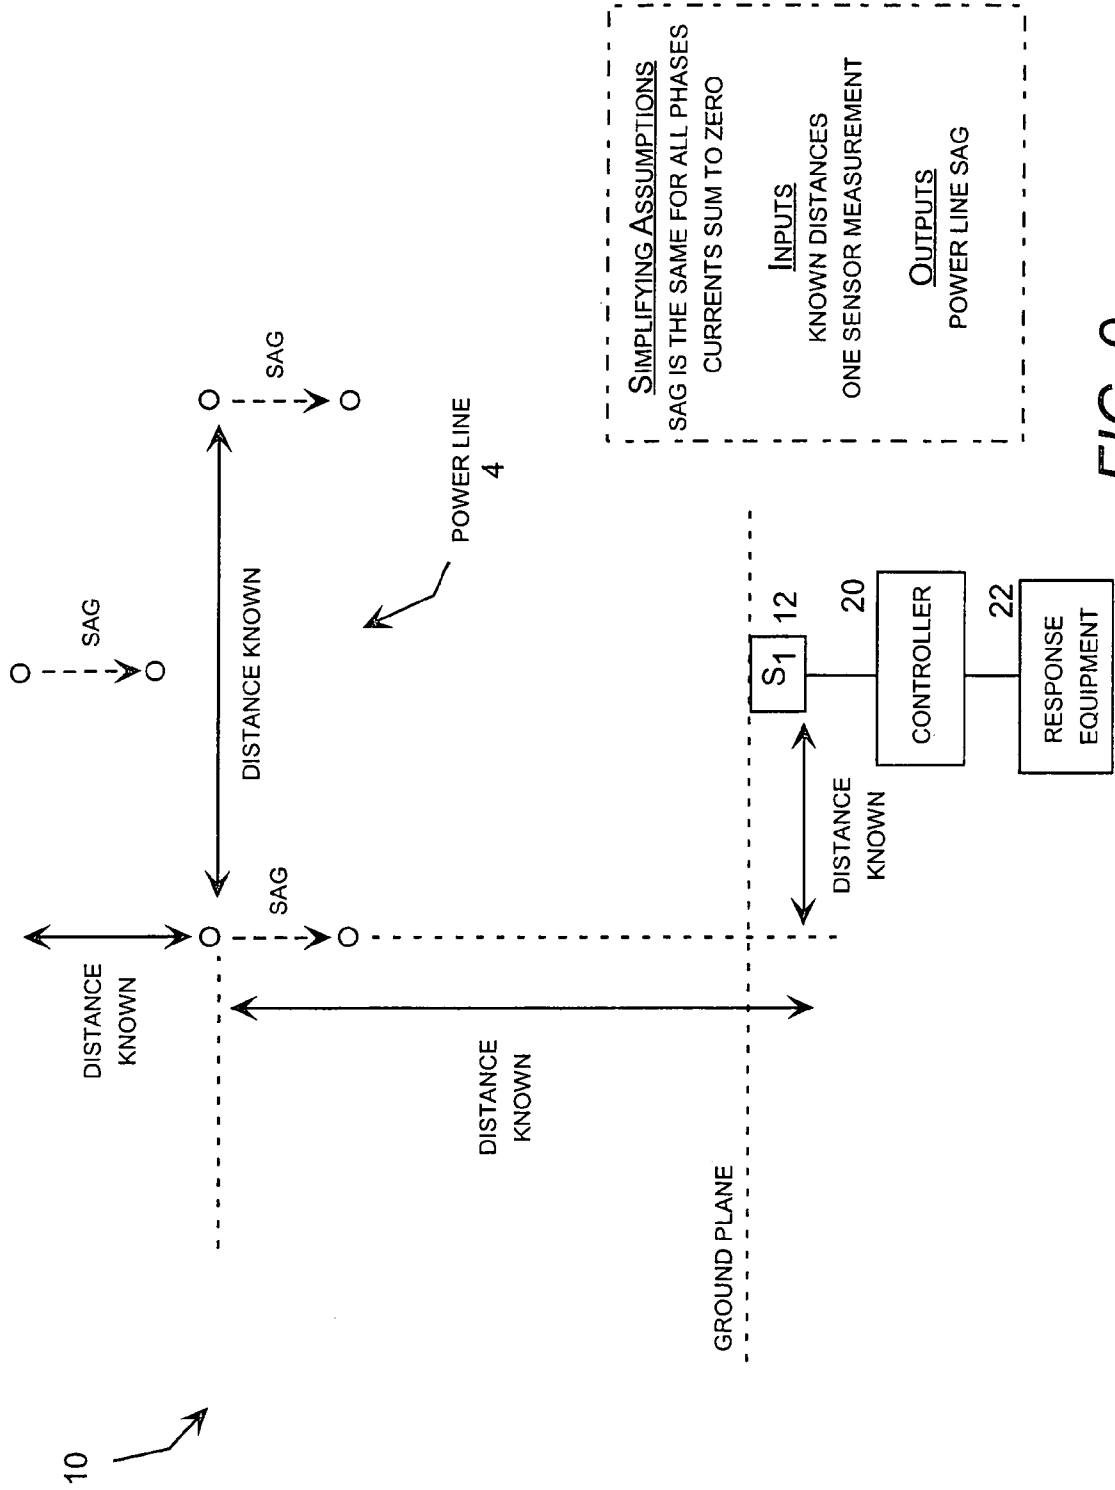 10
DISTANCE
KNOWN
SAG
DISTANCE KNOWN
SAG
SAG
POWER LINE
4
DISTANCE
KNOWN
GROUND PLANE
S1
12
DISTANCE
KNOWN
20
CONTROLLER
22
RESPONSE
EQUIPMENT
SIMPLIFYING ASSUMPTIONS
SAG IS THE SAME FOR ALL PHASES
CURRENTS SUM TO ZERO
INPUTS
KNOWN DISTANCES
ONE SENSOR MEASUREMENT
OUTPUTS
POWER LINE SAG
FIG.